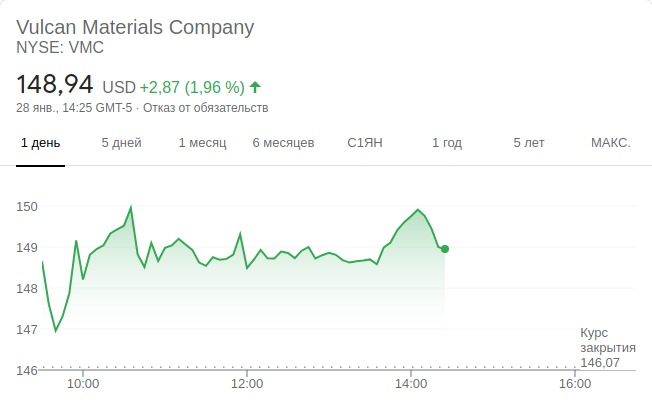 Vulcan Materials Company
NYSE: VMC
148,94 USD +2,87 (1,96 %)
28 янв., 14:25 GMT-5 · Отказ от обязательств
1 день 5 дней 1 месяц 6 месяцев С1ЯН 1 год 5 лет МАКС.
150
149
148
147
Курс
закрытия
146,07
146
10:00 12:00 14:00 16:00